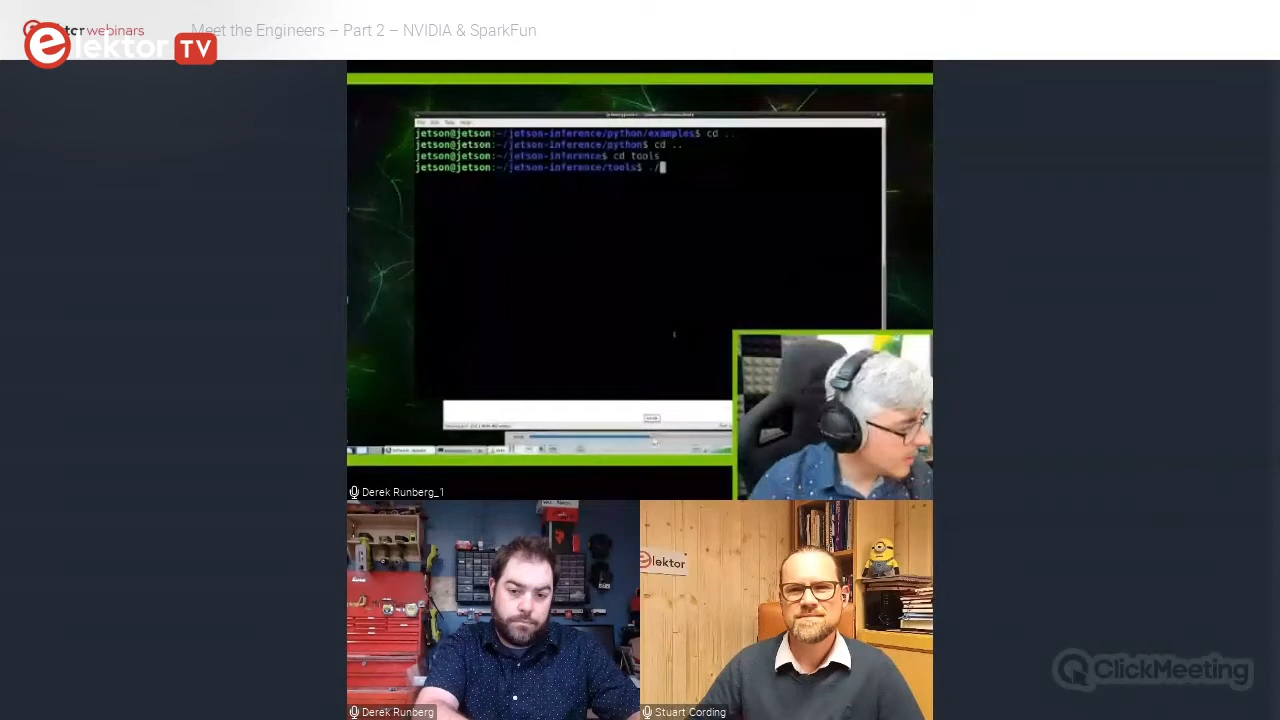 webinars
Meet the Engineers – Part 2 – NVIDIA & SparkFun
elektor TV
jetson@jetson:~/jetson-inference/python/examples$ cd ..
jetson@jetson:~/jetson-inference/python$ cd ..
jetson@jetson:~/jetson-inference$ cd tools
jetson@jetson:~/jetson-inference/tools$ ./
Derek Runberg_1
elektor
Derek Runberg
Stuart Cording
ClickMeeting